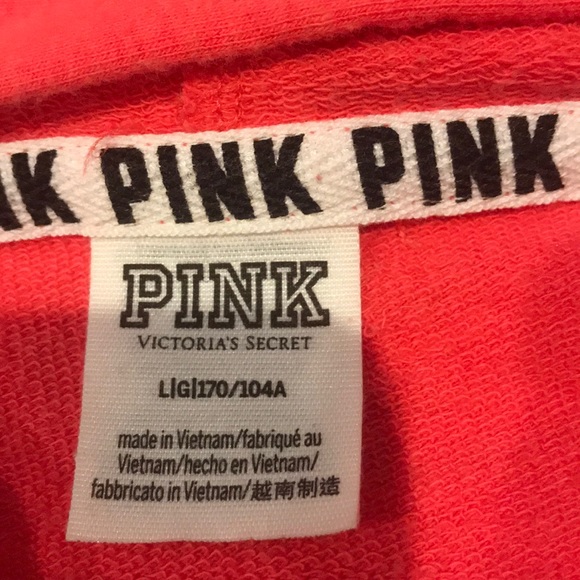 NK PINK PINK
PINK
VICTORIA'S SECRET
L|G|170/104A
made in Vietnam/fabriqué au
Vietnam/hecho en Vietnam/
fabbricato in Vietnam/越南制造